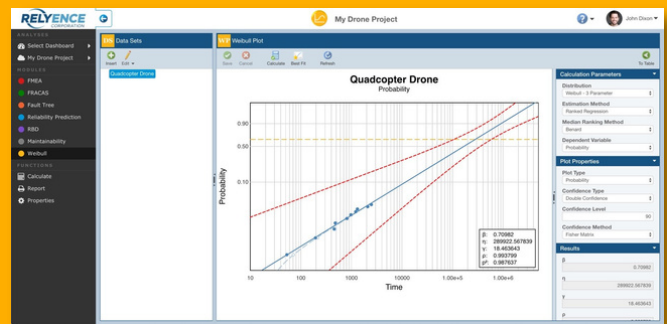 RELYENCE
CORPORATION
My Drone Project
John Dixon
ANALYSES
Select Dashboard
My Drone Project
MODULES
FMEA
FRACAS
Fault Tree
Reliability Prediction
RBD
Maintainability
Weibull
FUNCTIONS
Calculate
Report
Properties
DS Data Sets
Insert Edit
Quadcopter Drone
WP Weibull Plot
Save Cancel Calculate Best Fit Refresh To Table
Quadcopter Drone
Probability
Probability
0.90
0.50
0.10
10 100 1000 10000 1.00e+5 1.00e+6
Time
β: 0.70982
η: 289922.567839
γ: 18.463643
ρ: 0.993799
ρ²: 0.987637
Calculation Parameters
Distribution
Weibull - 3 Parameter
Estimation Method
Ranked Regression
Median Ranking Method
Benard
Dependent Variable
Probability
Plot Properties
Plot Type
Probability
Confidence Type
Double Confidence
Confidence Level
90
Confidence Method
Fisher Matrix
Results
β
0.70982
η
289922.567839
γ
18.463643
ρ